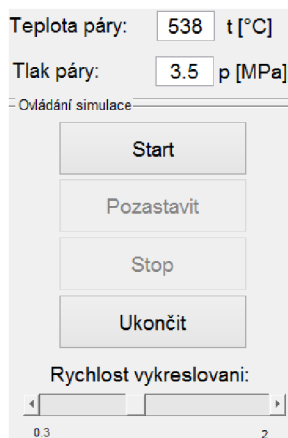 Teplota páry: 538 t [°C]
Tlak páry: 3.5 p [MPa]
Ovládání simulace
Start
Pozastavit
Stop
Ukončit
Rychlost vykreslovani:
0.3 2